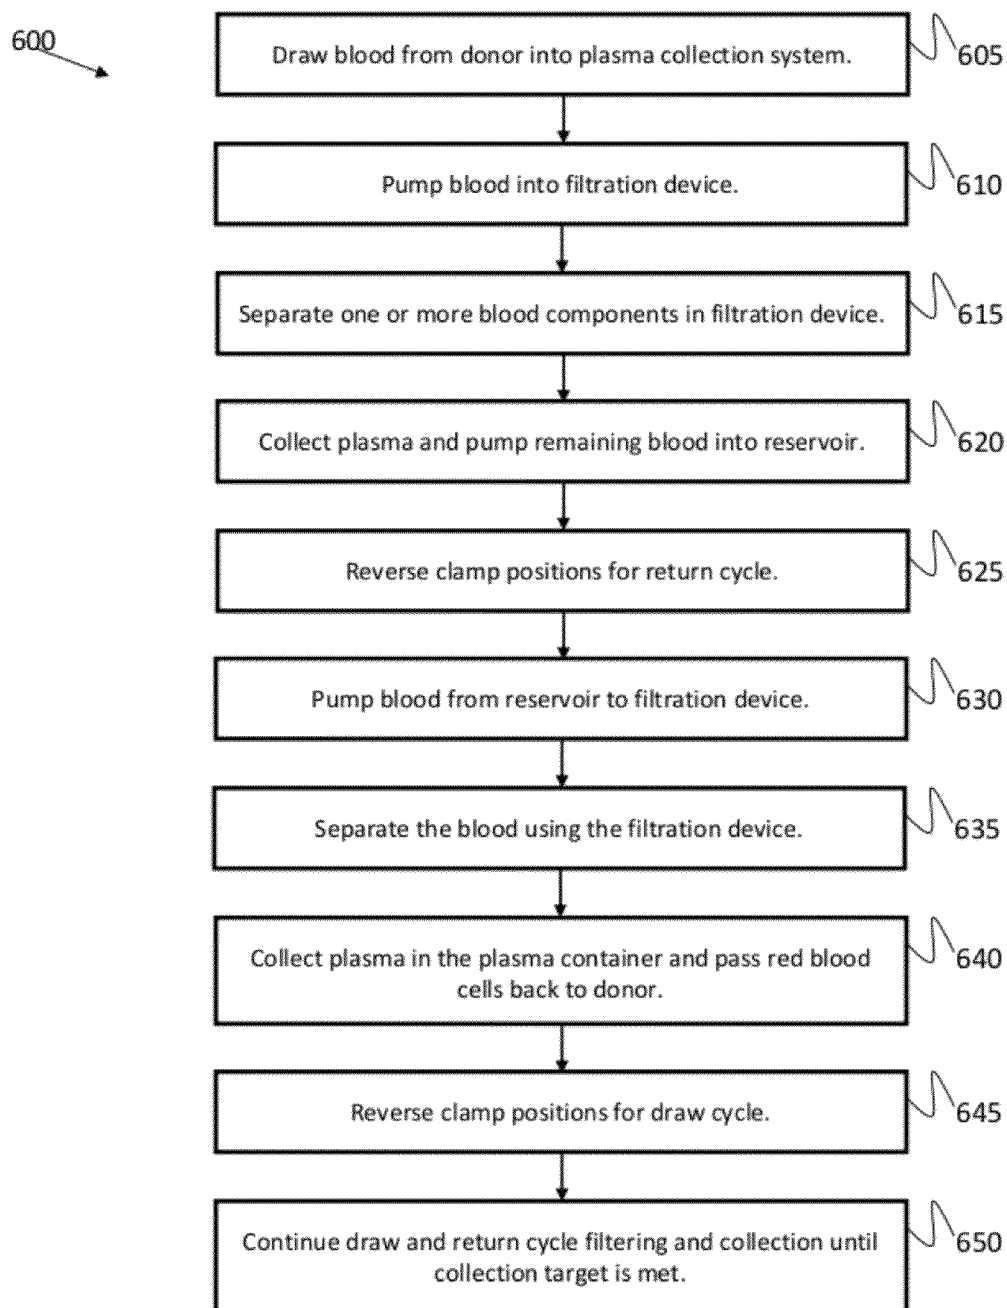 600
Draw blood from donor into plasma collection system.
605
Pump blood into filtration device.
610
Separate one or more blood components in filtration device.
615
Collect plasma and pump remaining blood into reservoir.
620
Reverse clamp positions for return cycle.
625
Pump blood from reservoir to filtration device.
630
Separate the blood using the filtration device.
635
Collect plasma in the plasma container and pass red blood
cells back to donor.
640
Reverse clamp positions for draw cycle.
645
Continue draw and return cycle filtering and collection until
collection target is met.
650